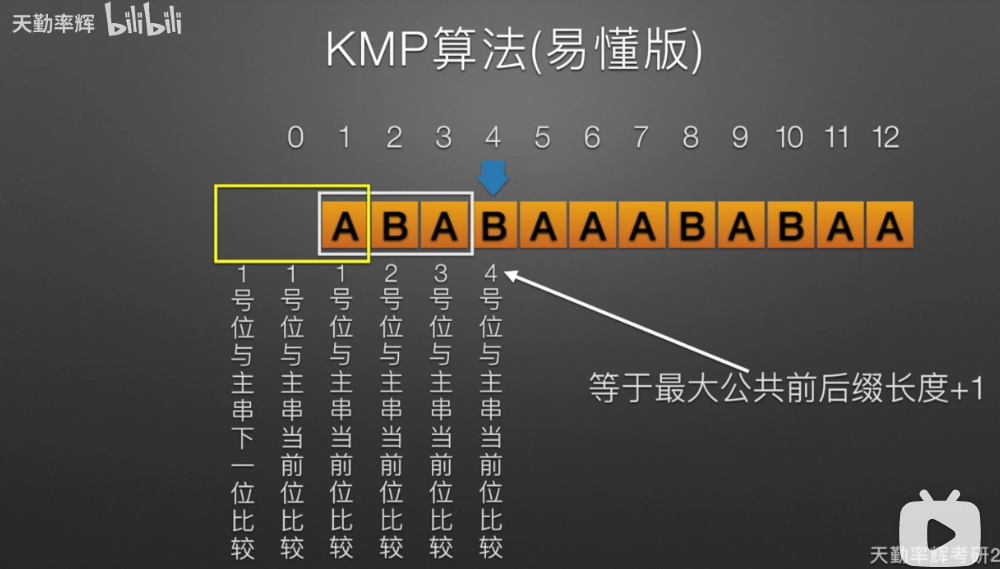 天勤率辉 bilibili
KMP算法(易懂版)
0 1 2 3 4 5 6 7 8 9 10 11 12
A B A B A A A B A B A A
1号位与主串下一位比较
1号位与主串当前位比较
1号位与主串当前位比较
2号位与主串当前位比较
3号位与主串当前位比较
4号位与主串当前位比较
等于最大公共前后缀长度+1
天勤率辉考研2